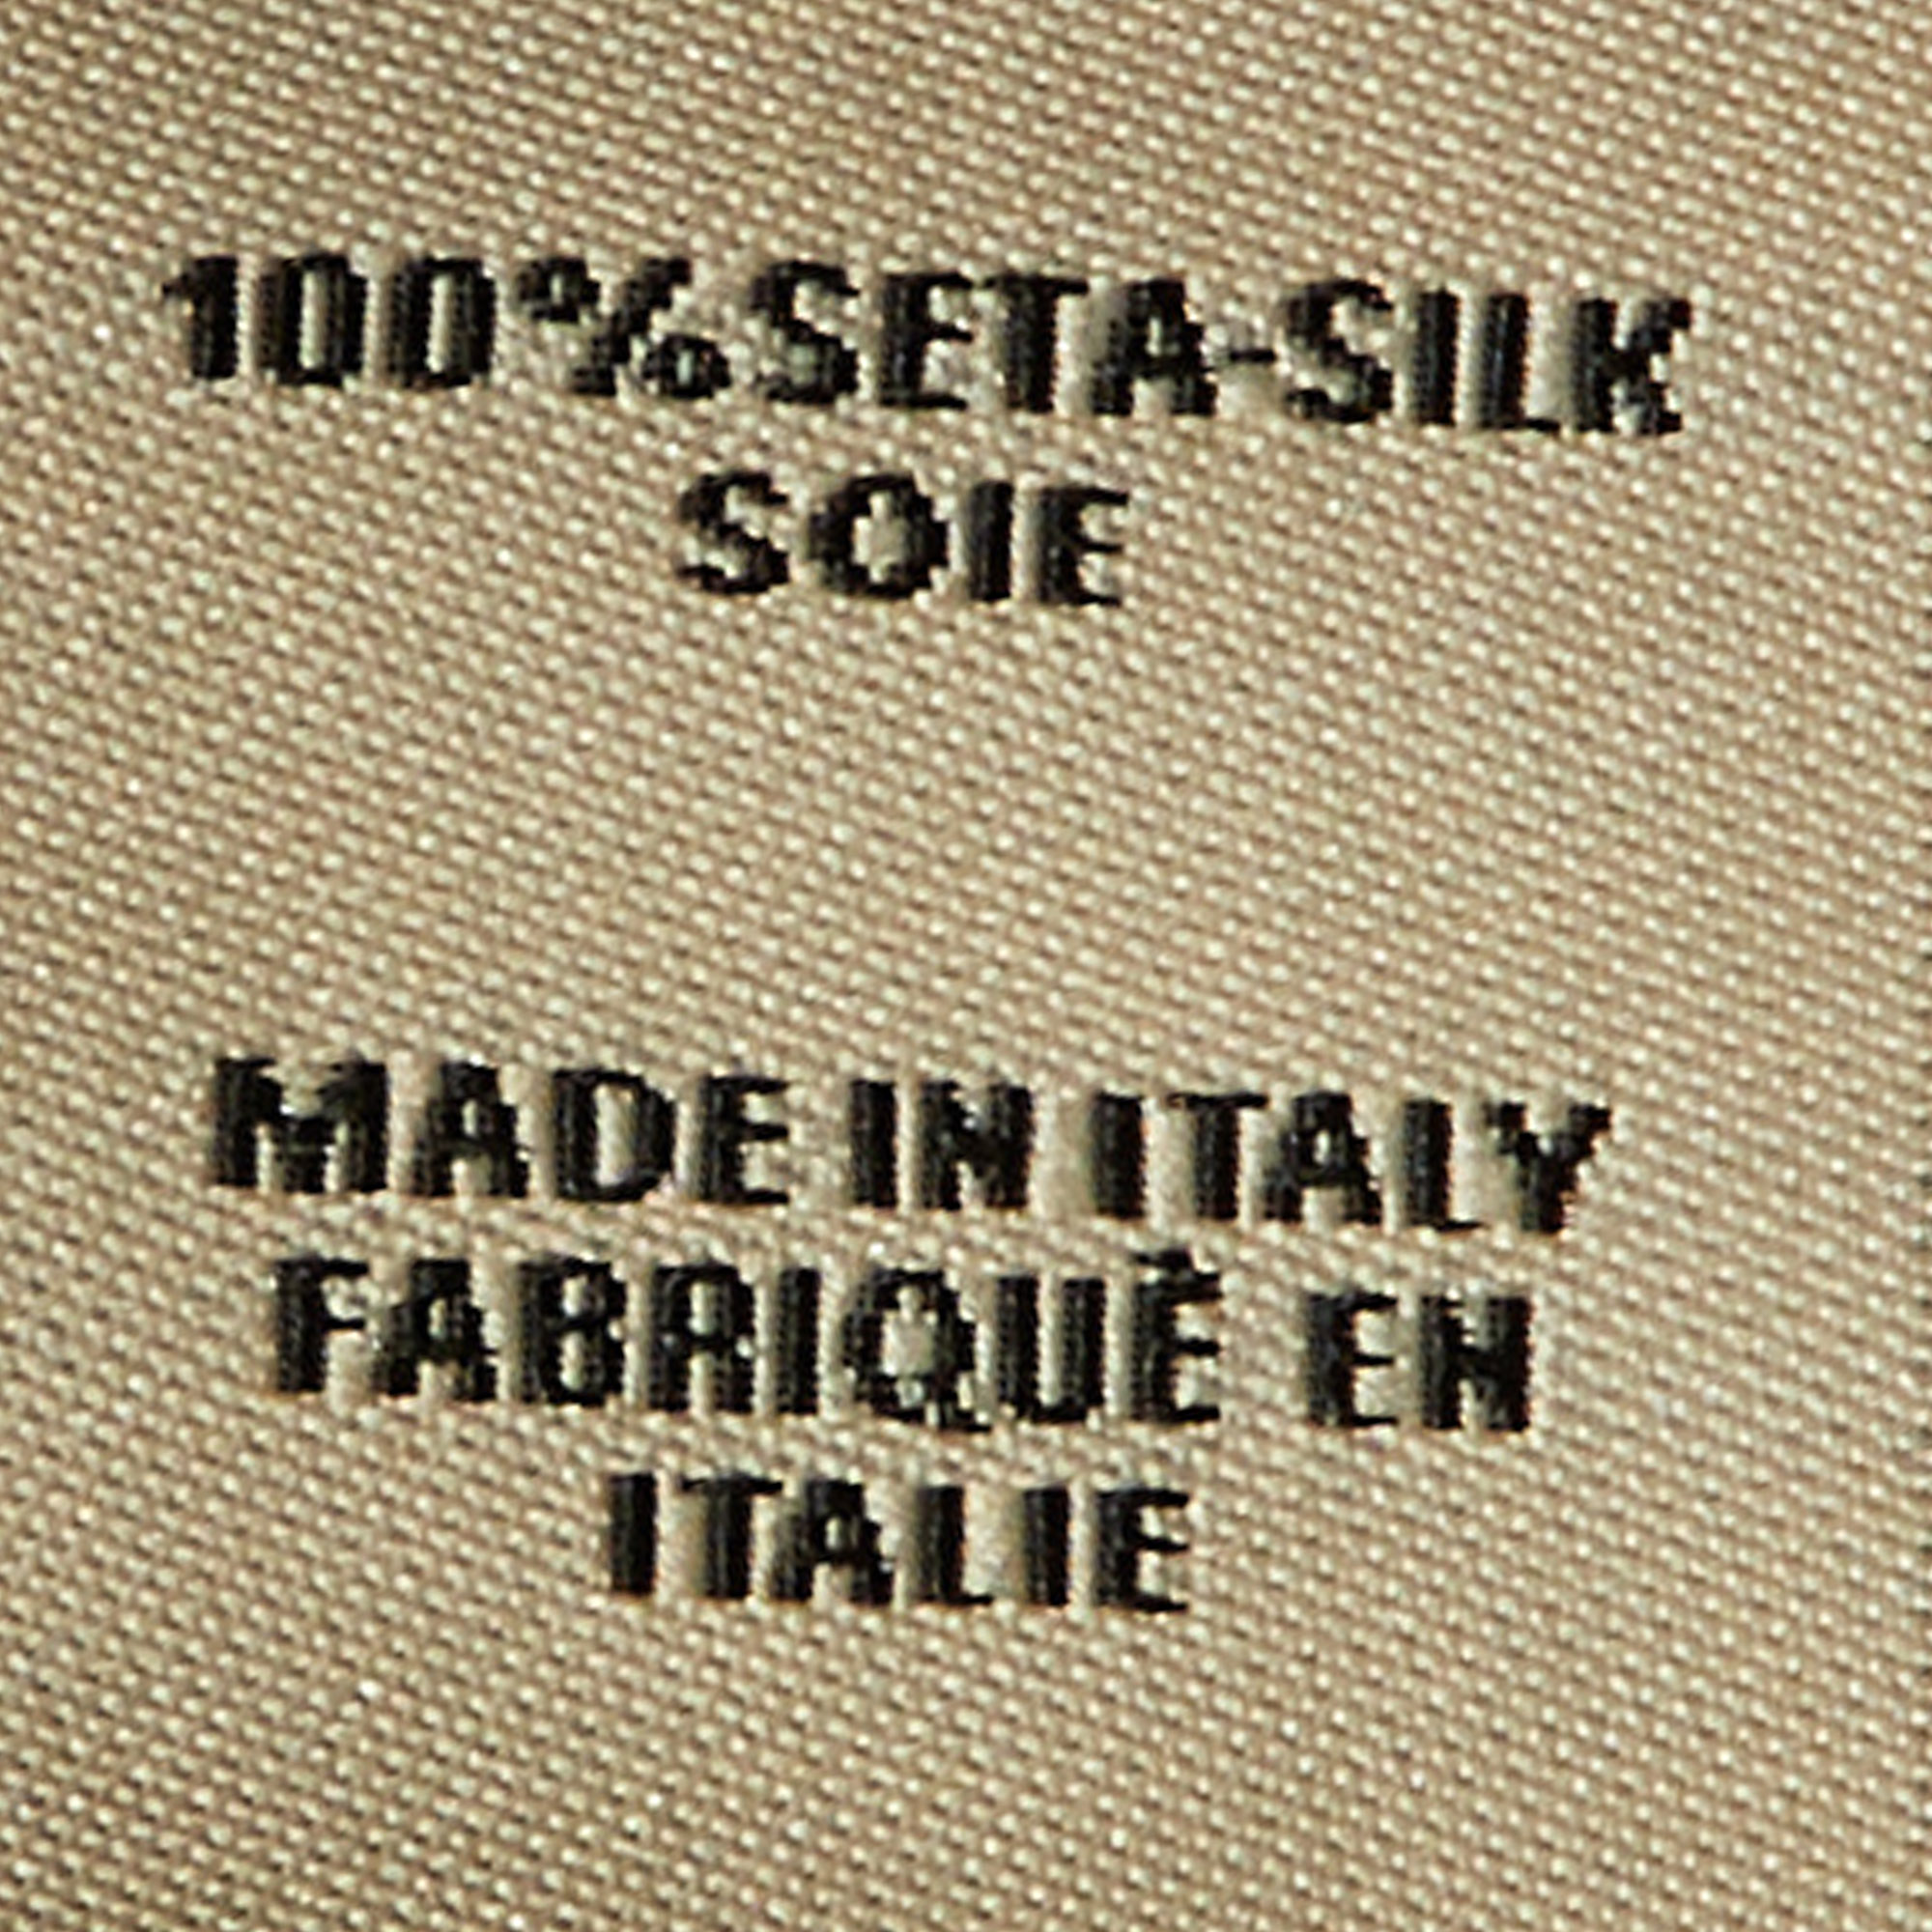 100% SETA-SILK
SOIE
MADE IN ITALY
FABRIQUÉ EN
ITALIE